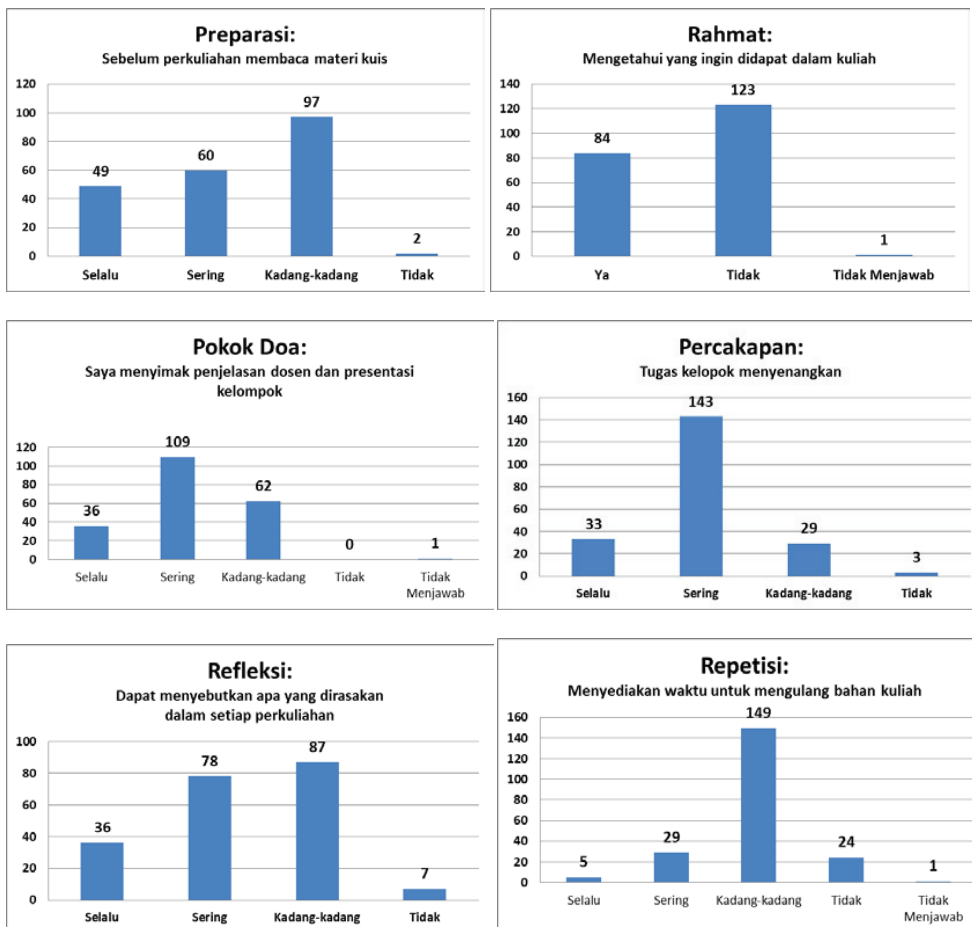 Preparasi:
Sebelum perkuliahan membaca materi kuis
120
100
80
60
40
20
0
49
60
97
2
Selalu
Sering
Kadang-kadang
Tidak
Rahmat:
Mengetahui yang ingin didapat dalam kuliah
140
120
100
80
60
40
20
0
84
123
1
Ya
Tidak
Tidak Menjawab
Pokok Doa:
Saya menyimak penjelasan dosen dan presentasi
kelompok
120
100
80
60
40
20
0
36
109
62
0
1
Selalu
Sering
Kadang-kadang
Tidak
Tidak
Menjawab
Percakapan:
Tugas kelopok menyenangkan
160
140
120
100
80
60
40
20
0
33
143
29
3
Selalu
Sering
Kadang-kadang
Tidak
Refleksi:
Dapat menyebutkan apa yang dirasakan
dalam setiap perkuliahan
100
80
60
40
20
0
36
78
87
7
Selalu
Sering
Kadang-kadang
Tidak
Repetisi:
Menyediakan waktu untuk mengulang bahan kuliah
160
140
120
100
80
60
40
20
0
5
29
149
24
1
Selalu
Sering
Kadang-kadang
Tidak
Tidak
Menjawab